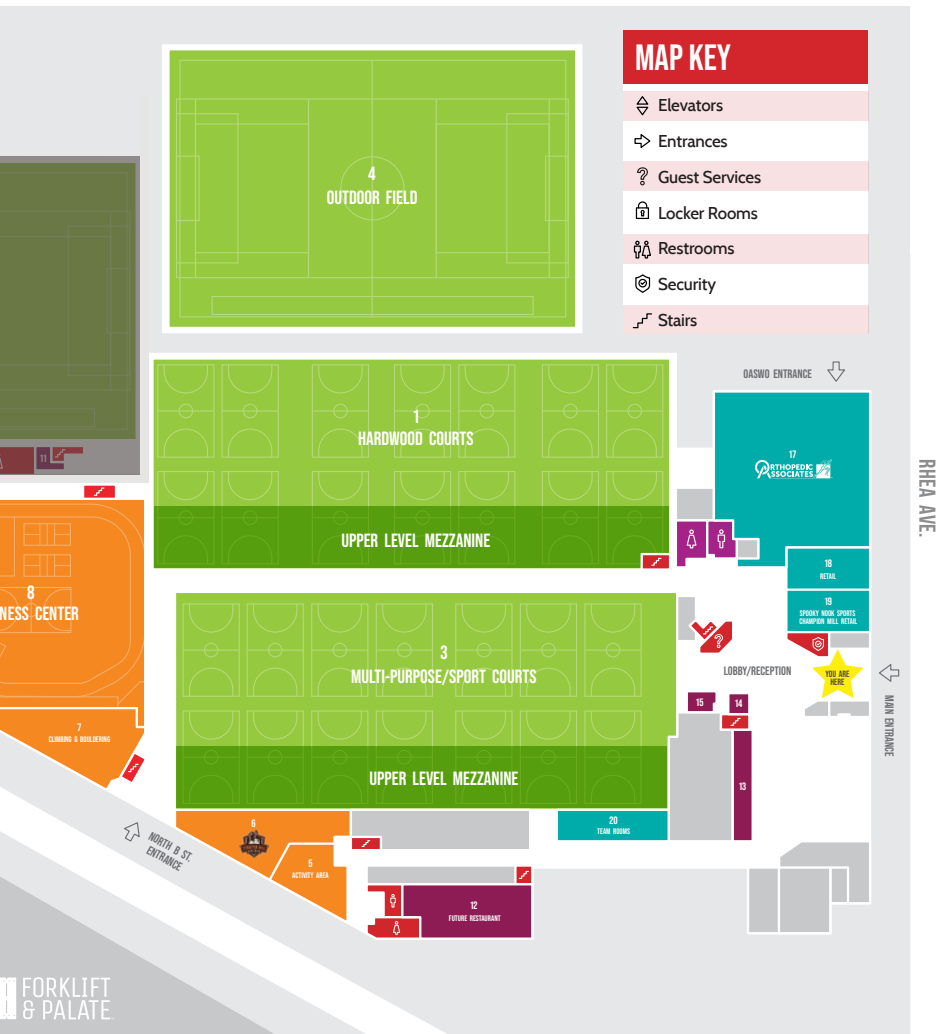 MAP KEY
Elevators
Entrances
Guest Services
Locker Rooms
Restrooms
Security
Stairs
4
OUTDOOR FIELD
OASWO ENTRANCE
1
HARDWOOD COURTS
UPPER LEVEL MEZZANINE
17
ORTHOPEDIC
ASSOCIATES
RHEA AVE.
11
18
RETAIL
19
SPOOKY NOOK SPORTS
CHAMPION MILL RETAIL
8
NESS CENTER
3
MULTI-PURPOSE/SPORT COURTS
UPPER LEVEL MEZZANINE
LOBBY/RECEPTION
YOU ARE
HERE
MAIN ENTRANCE
15
14
13
7
CLIMBING & BOULDERING
NORTH B ST.
ENTRANCE
6
5
ACTIVITY AREA
20
TEAM ROOMS
12
FUTURE RESTAURANT
FORKLIFT
& PALATE